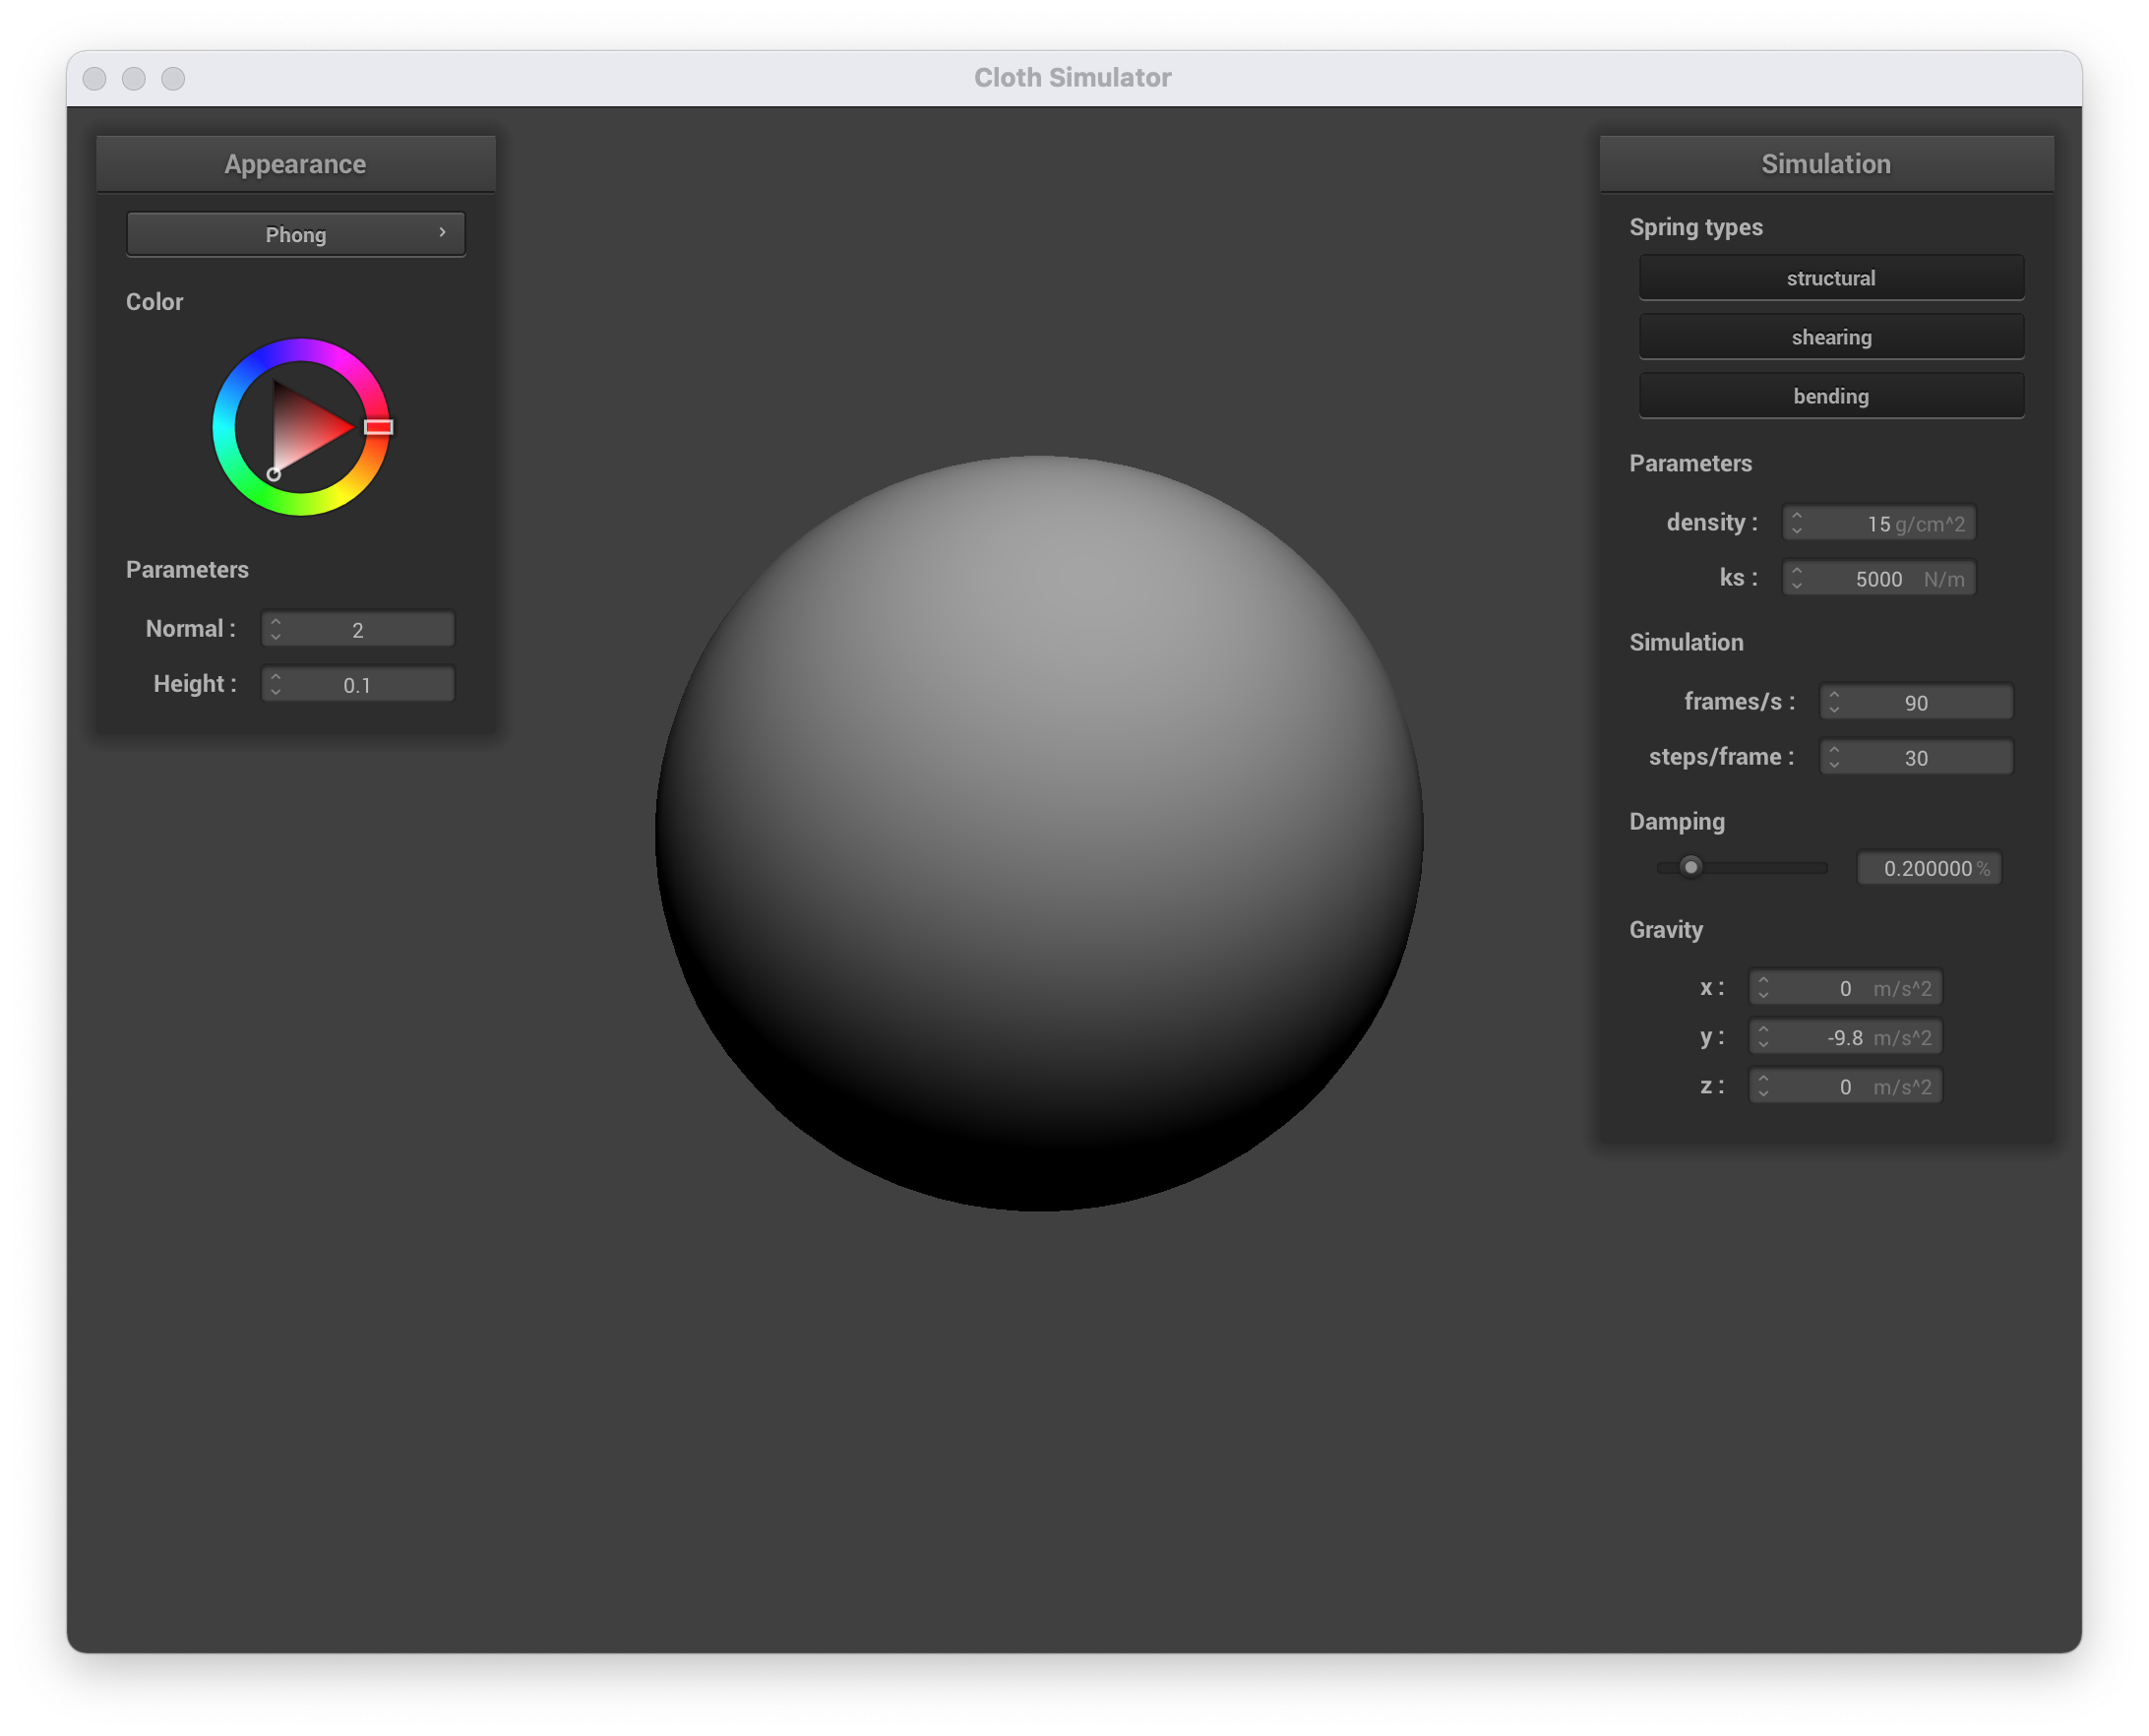 Cloth Simulator
Appearance
Phong
Color
Parameters
Normal : 2
Height : 0.1
Simulation
Spring types
structural
shearing
bending
Parameters
density : 15 g/cm^2
ks : 5000 N/m
Simulation
frames/s : 90
steps/frame : 30
Damping
0.200000 %
Gravity
x : 0 m/s^2
y : -9.8 m/s^2
z : 0 m/s^2